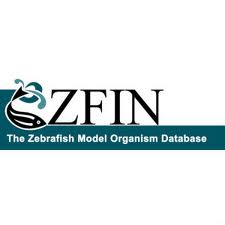 ZFIN
The Zebrafish Model Organism Database